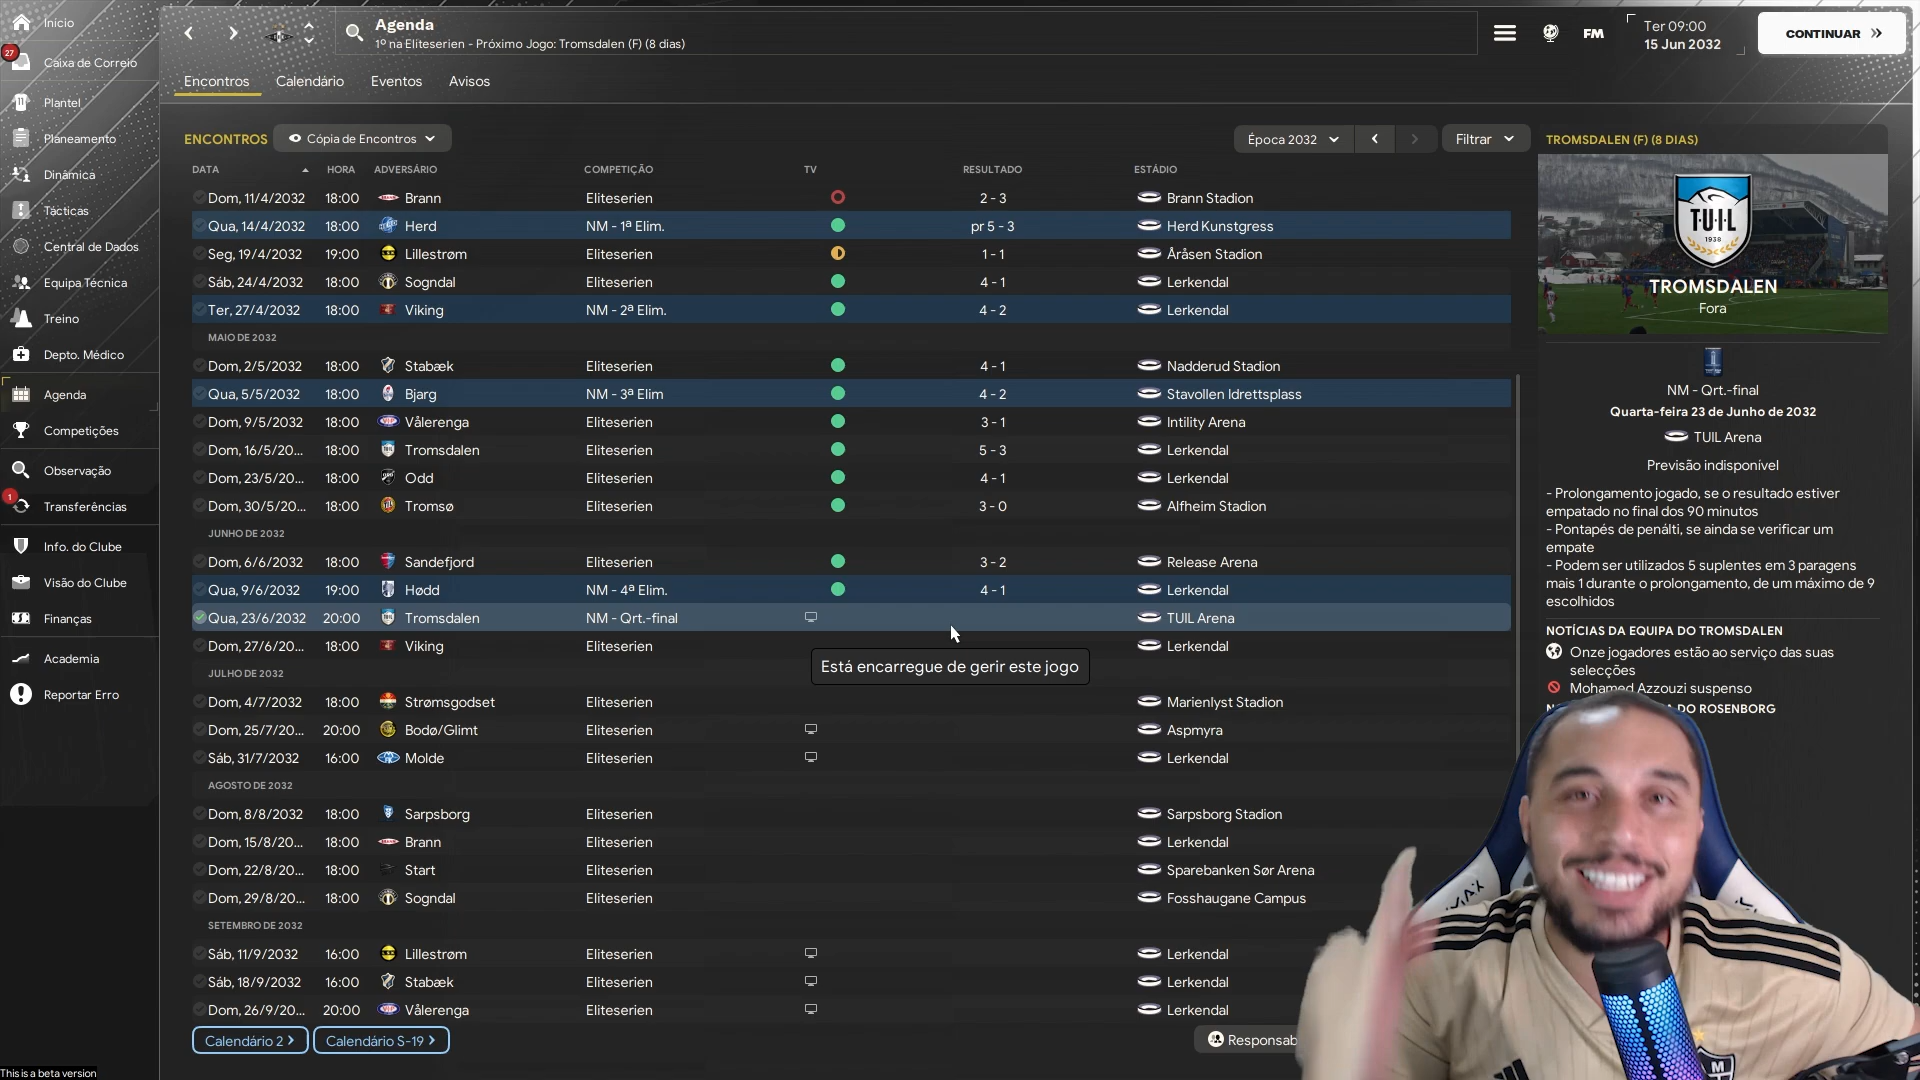 Início
27
Caixa de Correio
Plantel
Planeamento
Dinâmica
Tácticas
Central de Dados
Equipa Técnica
Treino
Depto. Médico
Agenda
Competições
Observação
1
Transferências
Info. do Clube
Visão do Clube
Finanças
Academia
Reportar Erro
This is a beta version
Agenda
1º na Eliteserien - Próximo Jogo: Tromsdalen (F) (8 dias)
FM
Ter 09:00
15 Jun 2032
CONTINUAR
Encontros Calendário Eventos Avisos
ENCONTROS Cópia de Encontros Época 2032 Filtrar
DATA HORA ADVERSÁRIO COMPETIÇÃO TV RESULTADO ESTÁDIO
Dom, 11/4/2032 18:00 Brann Eliteserien 2 - 3 Brann Stadion
Qua, 14/4/2032 18:00 Herd NM - 1ª Elim. pr 5 - 3 Herd Kunstgress
Seg, 19/4/2032 19:00 Lillestrøm Eliteserien 1 - 1 Åråsen Stadion
Sáb, 24/4/2032 18:00 Sogndal Eliteserien 4 - 1 Lerkendal
Ter, 27/4/2032 18:00 Viking NM - 2ª Elim. 4 - 2 Lerkendal
MAIO DE 2032
Dom, 2/5/2032 18:00 Stabæk Eliteserien 4 - 1 Nadderud Stadion
Qua, 5/5/2032 18:00 Bjarg NM - 3ª Elim 4 - 2 Stavollen Idrettsplass
Dom, 9/5/2032 18:00 Vålerenga Eliteserien 3 - 1 Intility Arena
Dom, 16/5/20... 18:00 Tromsdalen Eliteserien 5 - 3 Lerkendal
Dom, 23/5/20... 18:00 Odd Eliteserien 4 - 1 Lerkendal
Dom, 30/5/20... 18:00 Tromsø Eliteserien 3 - 0 Alfheim Stadion
JUNHO DE 2032
Dom, 6/6/2032 18:00 Sandefjord Eliteserien 3 - 2 Release Arena
Qua, 9/6/2032 19:00 Hødd NM - 4ª Elim. 4 - 1 Lerkendal
Qua, 23/6/2032 20:00 Tromsdalen NM - Qrt.-final TUIL Arena
Dom, 27/6/20... 18:00 Viking Eliteserien Lerkendal
Está encarregue de gerir este jogo
JULHO DE 2032
Dom, 4/7/2032 18:00 Strømsgodset Eliteserien Marienlyst Stadion
Dom, 25/7/20... 20:00 Bodø/Glimt Eliteserien Aspmyra
Sáb, 31/7/2032 16:00 Molde Eliteserien Lerkendal
AGOSTO DE 2032
Dom, 8/8/2032 18:00 Sarpsborg Eliteserien Sarpsborg Stadion
Dom, 15/8/20... 18:00 Brann Eliteserien Lerkendal
Dom, 22/8/20... 18:00 Start Eliteserien Sparebanken Sør Arena
Dom, 29/8/20... 18:00 Sogndal Eliteserien Fosshaugane Campus
SETEMBRO DE 2032
Sáb, 11/9/2032 16:00 Lillestrøm Eliteserien Lerkendal
Sáb, 18/9/2032 16:00 Stabæk Eliteserien Lerkendal
Dom, 26/9/20... 20:00 Vålerenga Eliteserien Lerkendal
Calendário 2 Calendário S-19 Responsab
TROMSDALEN (F) (8 DIAS)
TUIL
1938
TROMSDALEN
Fora
NM - Qrt.-final
Quarta-feira 23 de Junho de 2032
TUIL Arena
Previsão indisponível
- Prolongamento jogado, se o resultado estiver
empatado no final dos 90 minutos
- Pontapés de penálti, se ainda se verificar um
empate
- Podem ser utilizados 5 suplentes em 3 paragens
mais 1 durante o prolongamento, de um máximo de 9
escolhidos
NOTÍCIAS DA EQUIPA DO TROMSDALEN
Onze jogadores estão ao serviço das suas
selecções
Mohamed Azzouzi suspenso
DO ROSENBORG